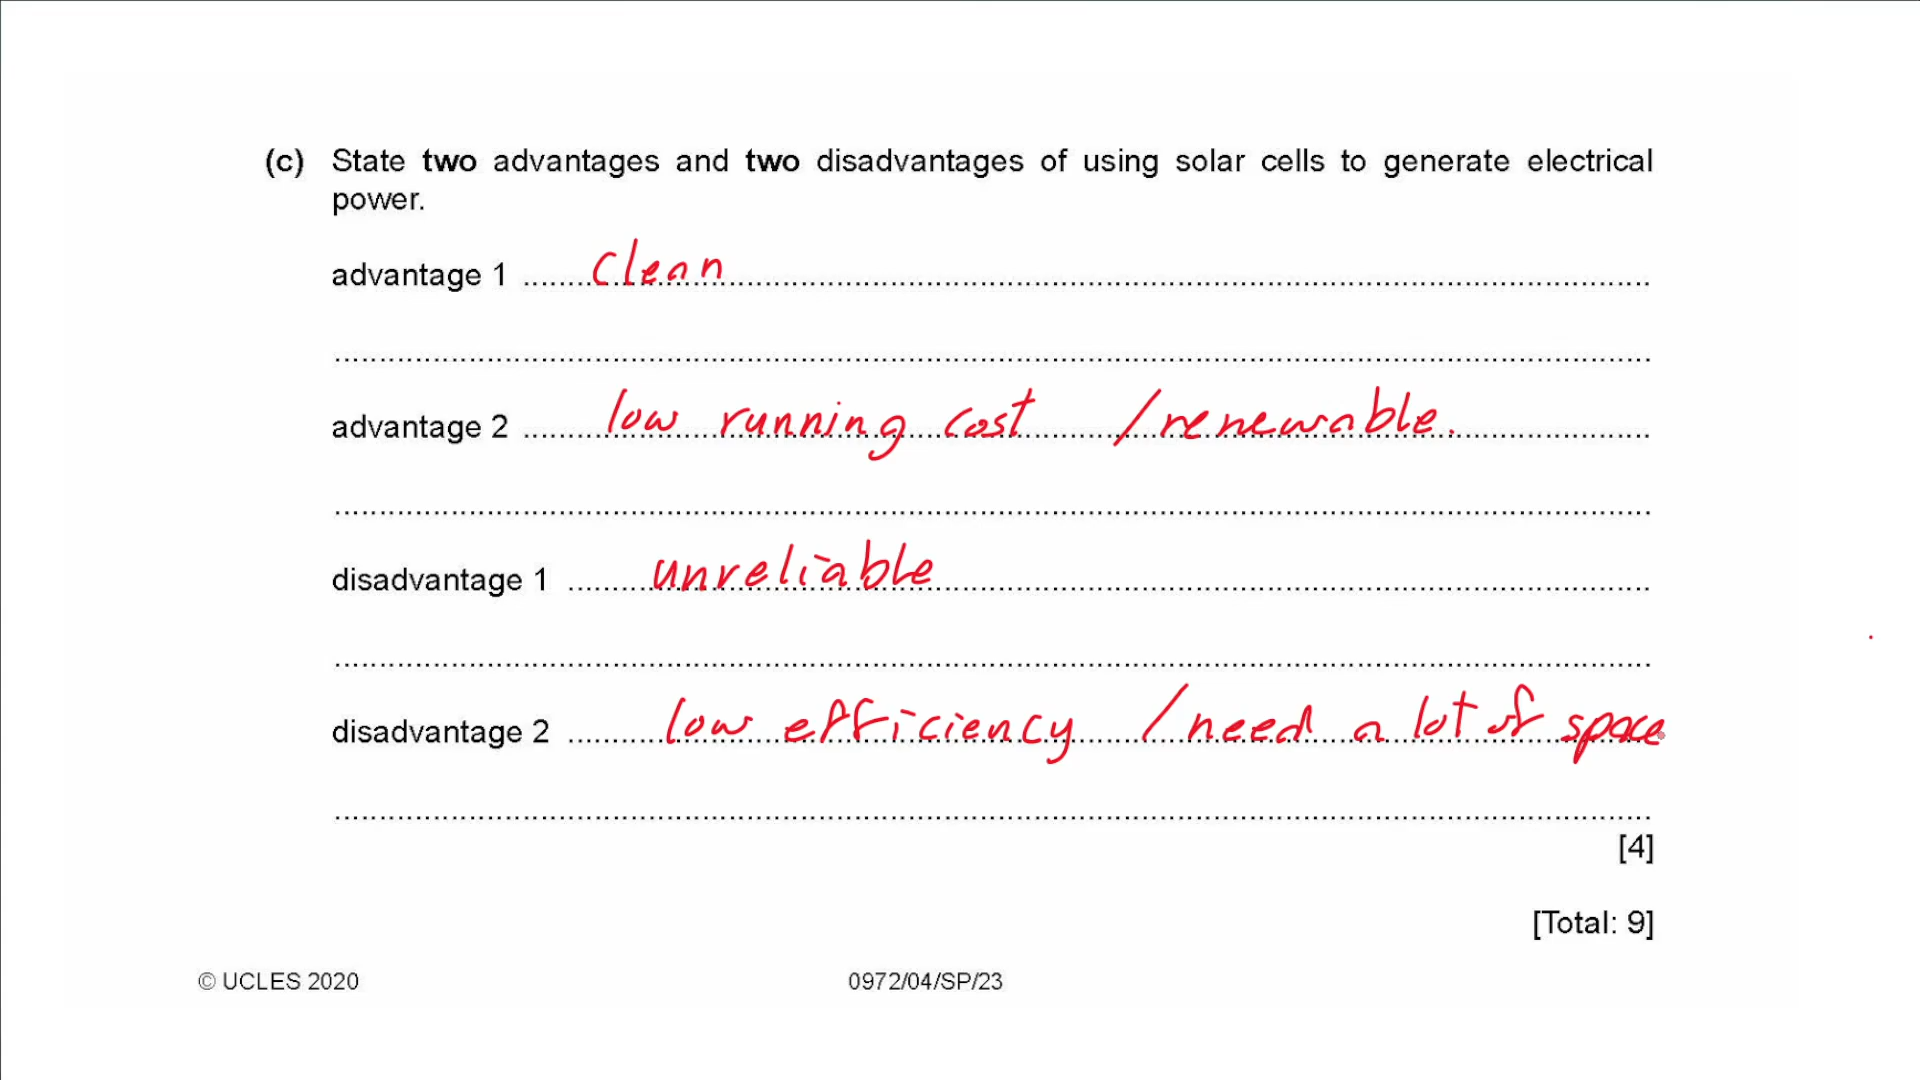 (c) State two advantages and two disadvantages of using solar cells to generate electrical
power.
advantage 1 clean
advantage 2 low running cost / renewable.
disadvantage 1 unreliable
disadvantage 2 low efficiency / need a lot of space
[4]
[Total: 9]
© UCLES 2020 0972/04/SP/23